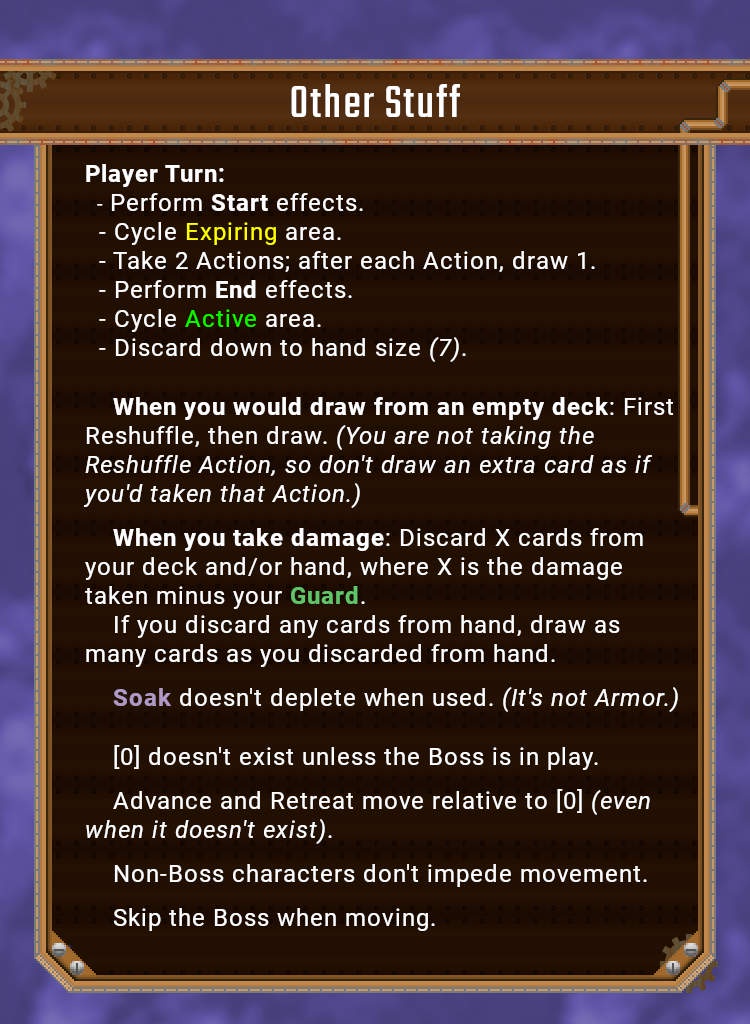 Other Stuff
Player Turn:
- Perform Start effects.
- Cycle Expiring area.
- Take 2 Actions; after each Action, draw 1.
- Perform End effects.
- Cycle Active area.
- Discard down to hand size (7).
When you would draw from an empty deck: First
Reshuffle, then draw. (You are not taking the
Reshuffle Action, so don't draw an extra card as if
you'd taken that Action.)
When you take damage: Discard X cards from
your deck and/or hand, where X is the damage
taken minus your Guard.
If you discard any cards from hand, draw as
many cards as you discarded from hand.
Soak doesn't deplete when used. (It's not Armor.)
[0] doesn't exist unless the Boss is in play.
Advance and Retreat move relative to [0] (even
when it doesn't exist).
Non-Boss characters don't impede movement.
Skip the Boss when moving.